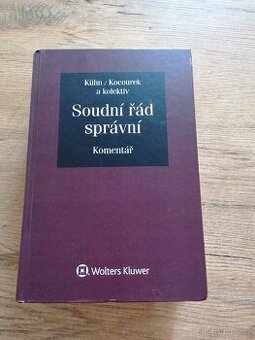 Kühn / Kocourek
a kolektiv
Soudní řád
správní
Komentář
Wolters Kluwer